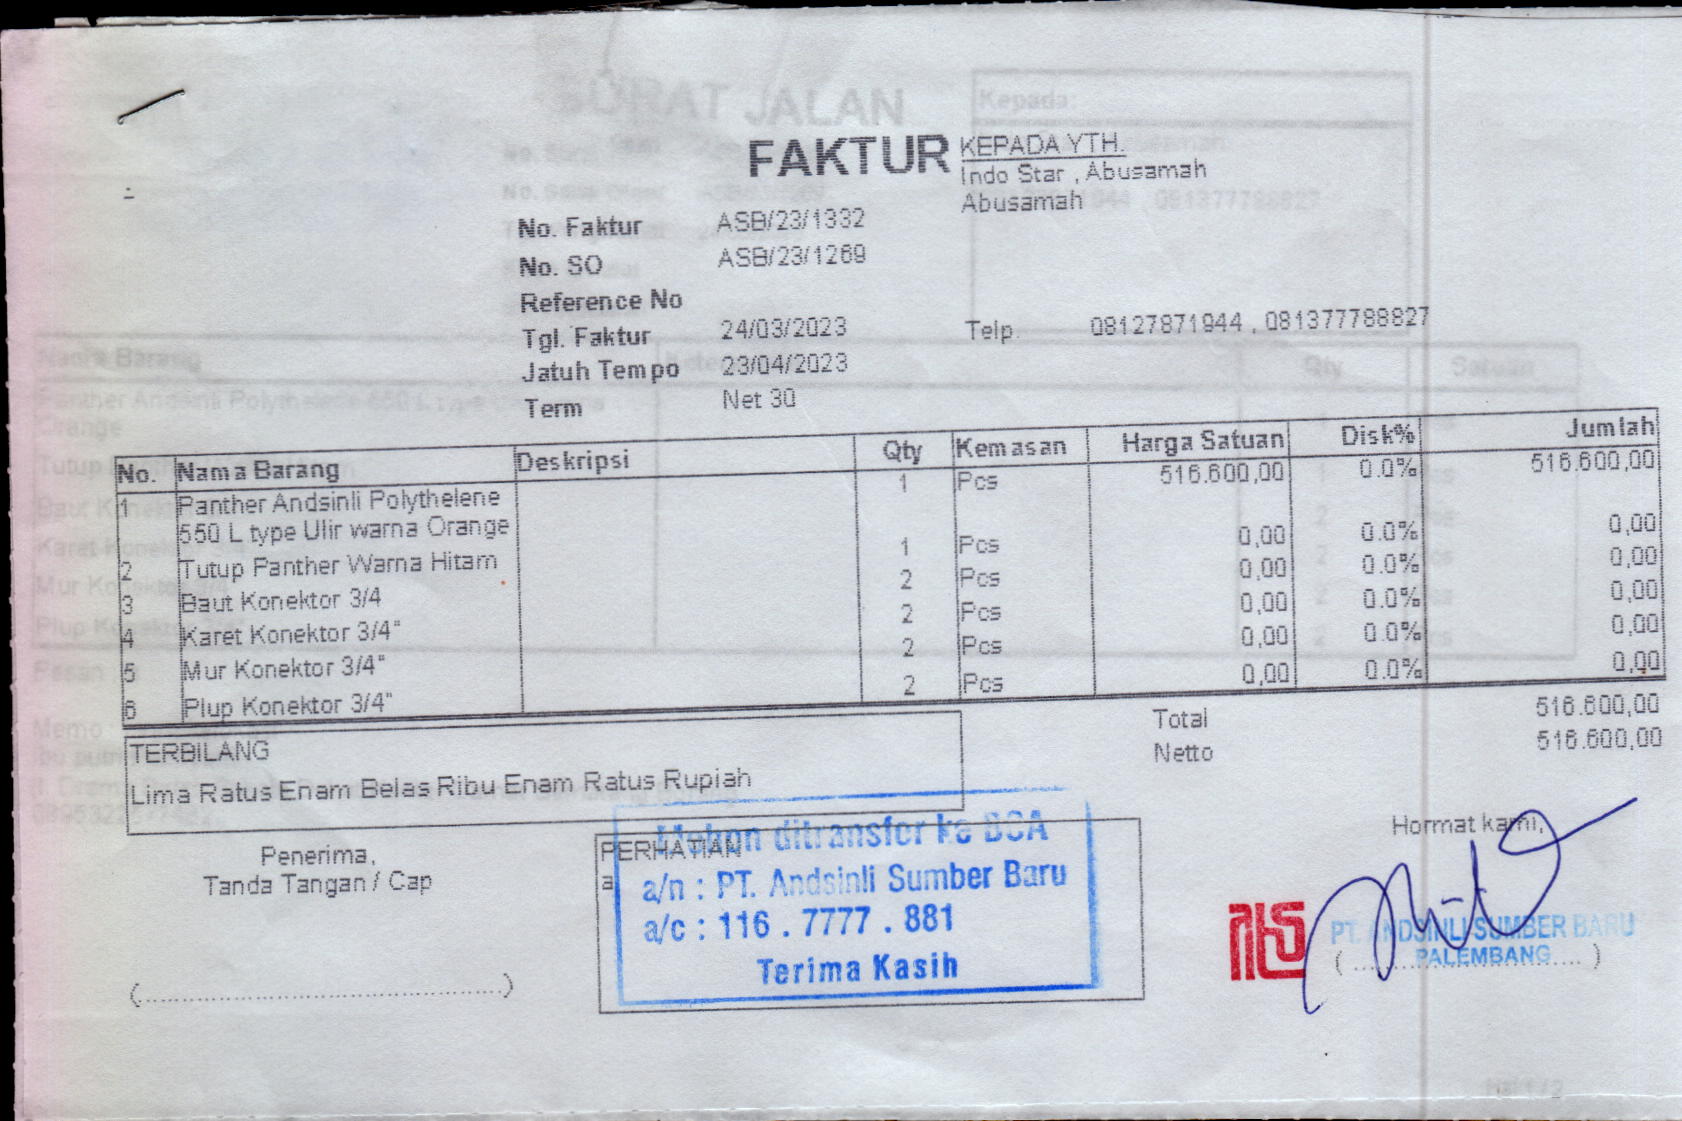 FAKTUR
KEPADA YTH.
Indo Star , Abusamah
Abusamah
No. Faktur ASB/23/1332
No. SO ASB/23/1269
Reference No
Tgl. Faktur 24/03/2023
Telp. 08127871944 , 081377788827
Jatuh Tempo 23/04/2023
Term Net 30
No. Nama Barang Deskripsi Qty Kemasan Harga Satuan Disk% Jumlah
1 Panther Andsinli Polythelene 1 Pcs 516.600,00 0.0% 516.600,00
550 L type Ulir warna Orange
2 Tutup Panther Warna Hitam 1 Pcs 0,00 0.0% 0,00
3 Baut Konektor 3/4 2 Pcs 0,00 0.0% 0,00
4 Karet Konektor 3/4" 2 Pcs 0,00 0.0% 0,00
5 Mur Konektor 3/4" 2 Pcs 0,00 0.0% 0,00
6 Plup Konektor 3/4" 2 Pcs 0,00 0.0% 0,00
Total 516.600,00
Netto 516.600,00
TERBILANG
Lima Ratus Enam Belas Ribu Enam Ratus Rupiah
Penerima,
Tanda Tangan / Cap
PERHATIAN
Mohon ditransfer ke BCA
a/n : PT. Andsinli Sumber Baru
a/c : 116 . 7777 . 881
Terima Kasih
Hormat kami,
PT. ANDSINLI SUMBER BARU
PALEMBANG